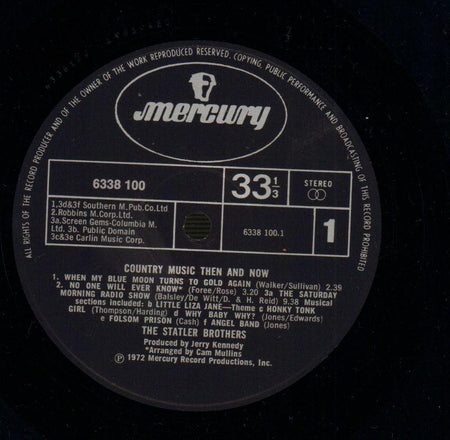 ALL RIGHTS OF THE RECORD PRODUCER AND OF THE OWNER OF THE WORK REPRODUCED RESERVED. COPYING, PUBLIC PERFORMANCE AND BROADCASTING OF THIS RECORD PROHIBITED
mercury
6338 100
33 1/3
STEREO
1,3d&3f Southern M.Pub.Co.Ltd
2.Robbins M.Corp.Ltd.
3a.Screen Gems-Columbia M.
Ltd. 3b. Public Domain
3c&3e Carlin Music Corp.
6338 100.1
1
COUNTRY MUSIC THEN AND NOW
1. WHEN MY BLUE MOON TURNS TO GOLD AGAIN (Walker/Sullivan) 2.39
2. NO ONE WILL EVER KNOW* (Foree/Rose) 3.20 3a THE SATURDAY
MORNING RADIO SHOW (Balsley/De Witt/D. & H. Reid) 9.38 Musical
sections included: b LITTLE LIZA JANE—Theme c HONKY TONK
GIRL (Thompson/Harding) d WHY BABY WHY? (Jones/Edwards)
e FOLSOM PRISON (Cash) f ANGEL BAND (Jones)
THE STATLER BROTHERS
Produced by Jerry Kennedy
*Arranged by Cam Mullins
Ⓟ 1972 Mercury Record Productions, Inc.